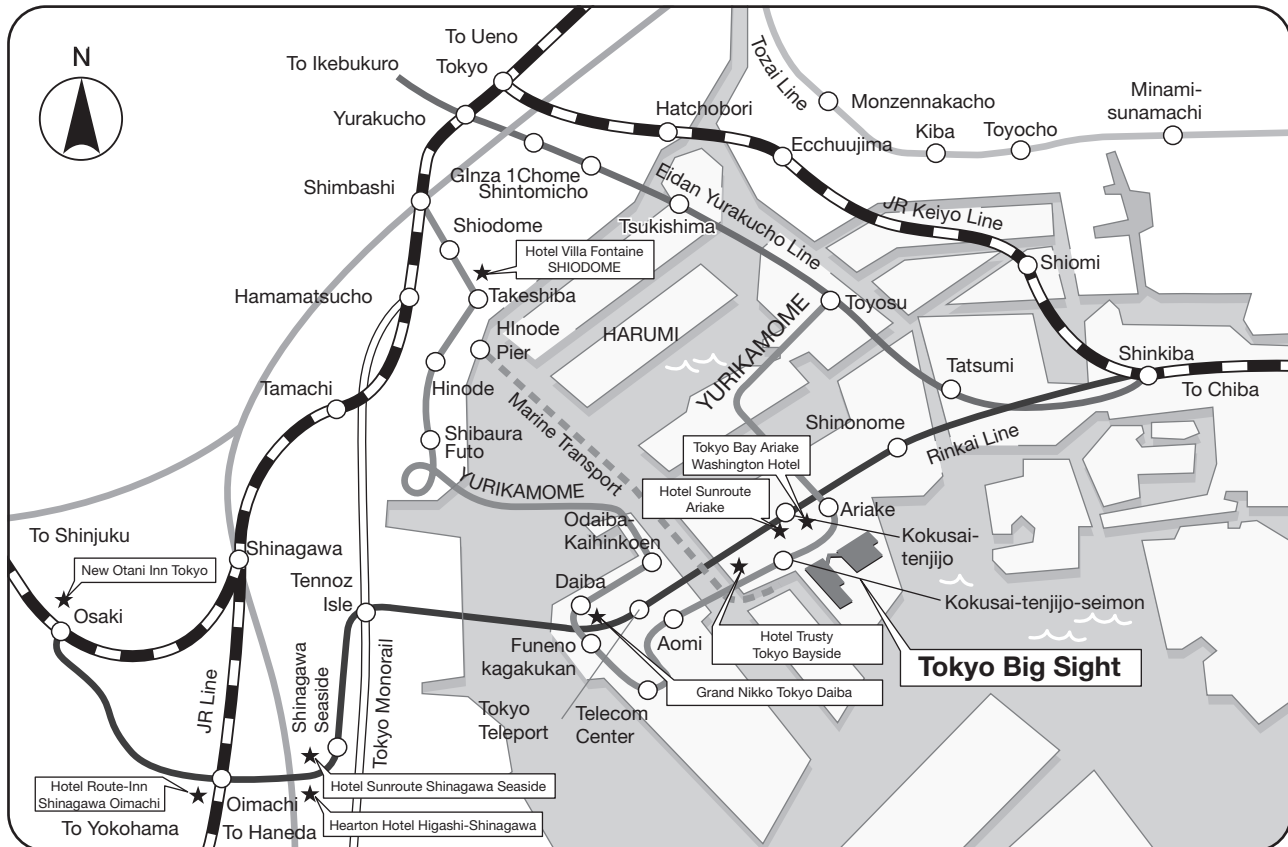 N
To Ueno
Tokyo
To Ikebukuro
Yurakucho
Hatchobori
Tozai Line
Monzennakacho
Kiba
Toyocho
Minami-
sunamachi
Ecchuujima
GInza 1Chome
Shintomicho
Shimbashi
Eidan Yurakucho Line
JR Keiyo Line
Tsukishima
Shiodome
Hotel Villa Fontaine
SHIODOME
Shiomi
Hamamatsucho
Takeshiba
Toyosu
HInode
Pier
HARUMI
YURIKAMOME
Tatsumi
Shinkiba
To Chiba
Hinode
Tamachi
Marine Transport
Shinonome
Rinkai Line
Shibaura
Futo
Tokyo Bay Ariake
Washington Hotel
YURIKAMOME
Hotel Sunroute
Ariake
Ariake
Odaiba-
Kaihinkoen
Kokusai-
tenjijo
To Shinjuku
Shinagawa
New Otani Inn Tokyo
Tennoz
Isle
Daiba
Kokusai-tenjijo-seimon
Osaki
Aomi
Funeno
kagakukan
Hotel Trusty
Tokyo Bayside
Tokyo Big Sight
Grand Nikko Tokyo Daiba
JR Line
Shinagawa
Seaside
Tokyo Monorail
Tokyo
Teleport
Telecom
Center
Hotel Route-Inn
Shinagawa Oimachi
Hotel Sunroute Shinagawa Seaside
Oimachi
Hearton Hotel Higashi-Shinagawa
To Yokohama
To Haneda